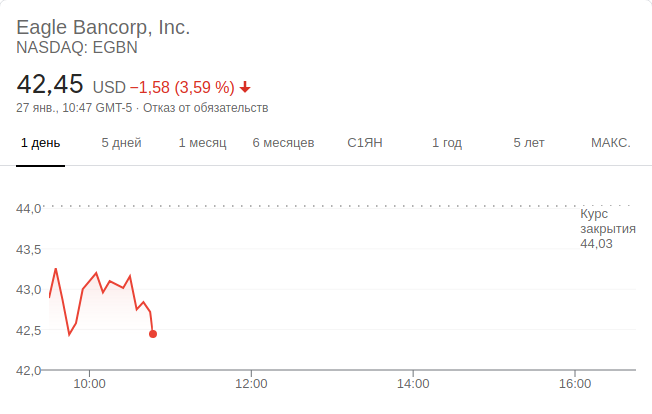 Eagle Bancorp, Inc.
NASDAQ: EGBN
42,45 USD −1,58 (3,59 %)
27 янв., 10:47 GMT-5 · Отказ от обязательств
1 день 5 дней 1 месяц 6 месяцев С1ЯН 1 год 5 лет МАКС.
44,0
Курс
закрытия
44,03
43,5
43,0
42,5
42,0
10:00 12:00 14:00 16:00